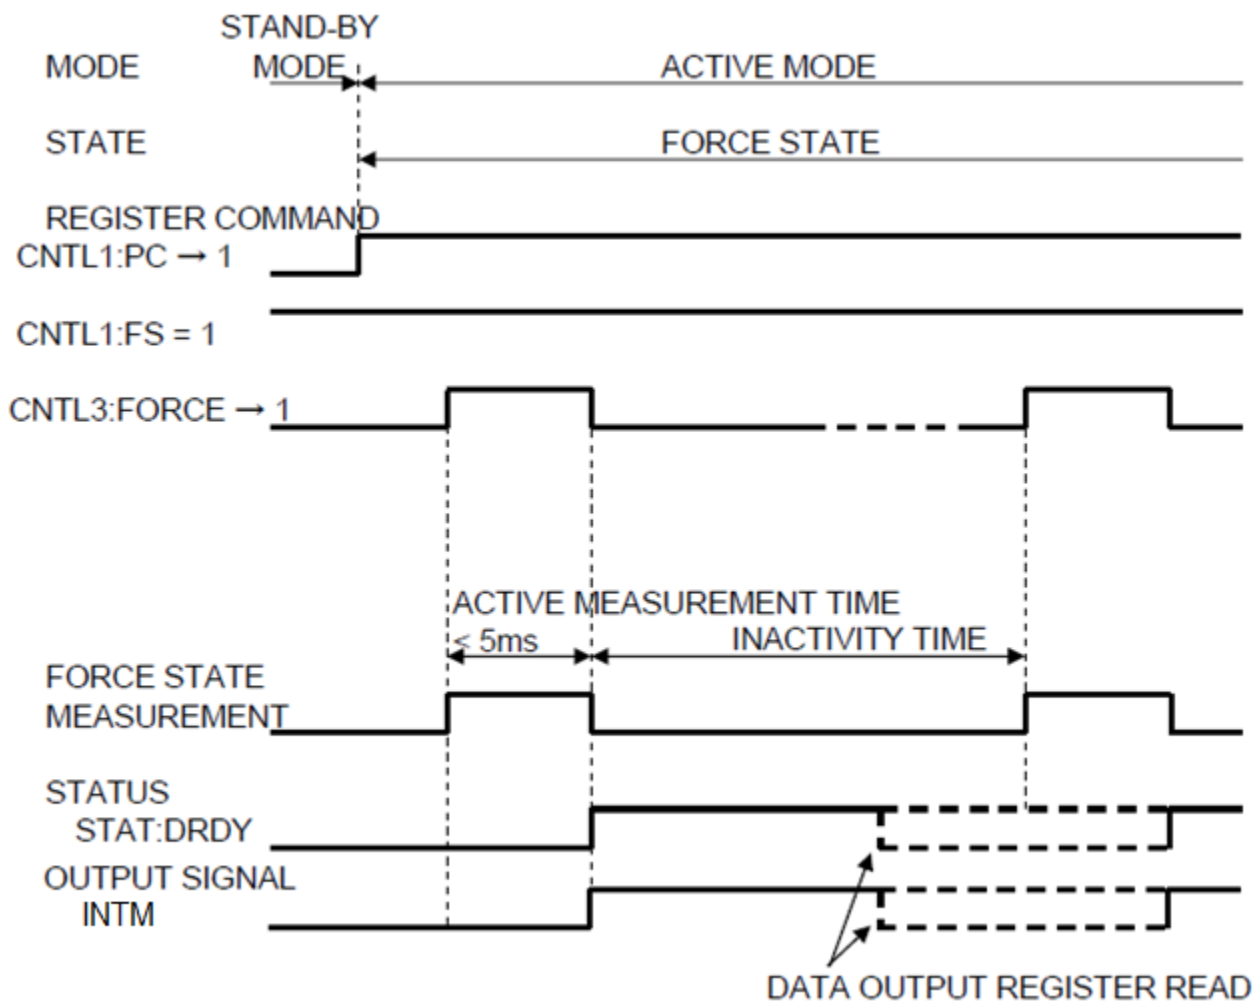 STAND-BY
MODE MODE ACTIVE MODE
STATE FORCE STATE
REGISTER COMMAND
CNTL1:PC → 1
CNTL1:FS = 1
CNTL3:FORCE → 1
ACTIVE MEASUREMENT TIME
< 5ms INACTIVITY TIME
FORCE STATE
MEASUREMENT
STATUS
STAT:DRDY
OUTPUT SIGNAL
INTM
DATA OUTPUT REGISTER READ